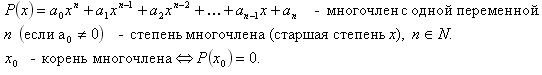 P(x) = a₀xⁿ + a₁xⁿ⁻¹ + a₂xⁿ⁻² + ... + aₙ₋₁x + aₙ - многочлен с одной переменной
n (если a₀ ≠ 0) - степень многочлена (старшая степень x), n ∈ N.
x₀ - корень многочлена ⇔ P(x₀) = 0.